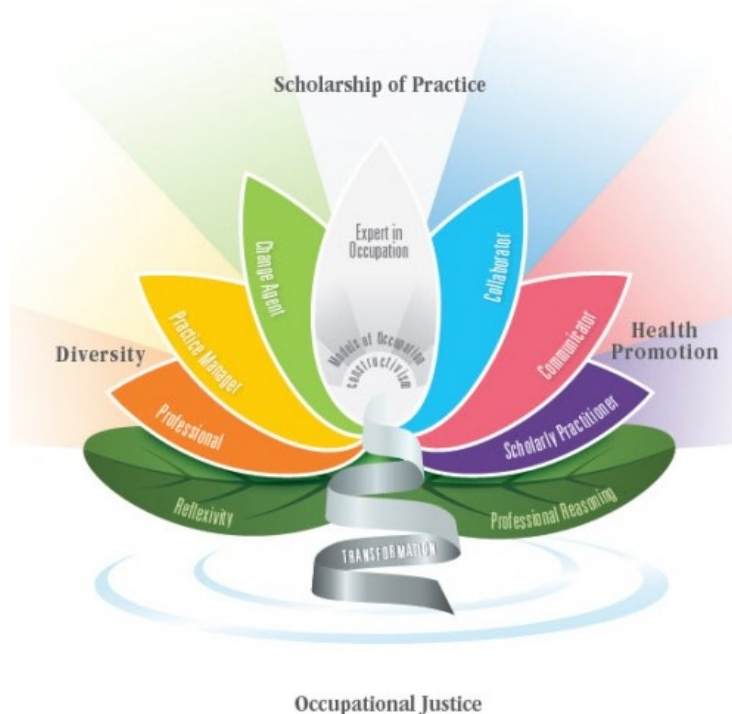 Scholarship of Practice
Expert in
Occupation
Change Agent
Collaborator
Practice Manager
Communicator
Models of Occupation
constructivism
Diversity
Health
Promotion
Professional
Scholarly Practitioner
Reflexivity
Professional Reasoning
TRANSFORMATION
Occupational Justice